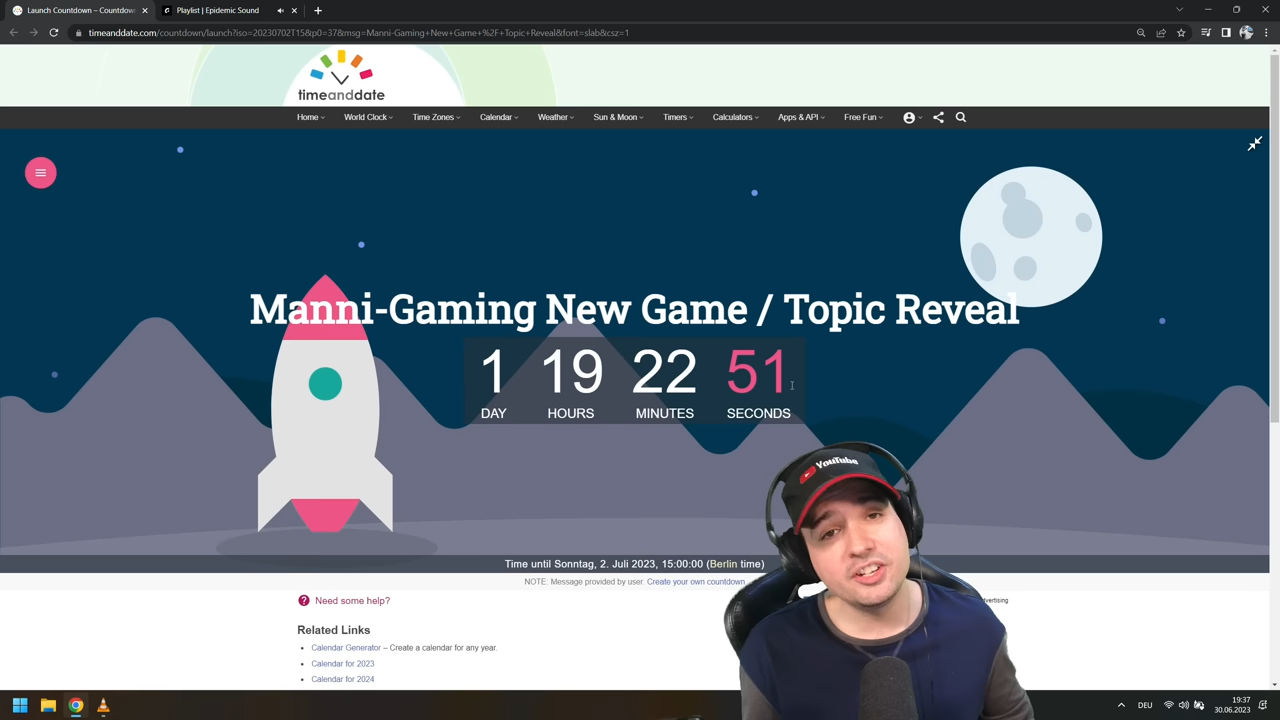 Launch Countdown – Countdow
Playlist | Epidemic Sound
timeanddate.com/countdown/launch?iso=20230702T15&p0=37&msg=Manni-Gaming+New+Game+%2F+Topic+Reveal&font=slab&csz=1
timeanddate
Home
World Clock
Time Zones
Calendar
Weather
Sun & Moon
Timers
Calculators
Apps & API
Free Fun
Manni-Gaming New Game / Topic Reveal
1 19 22 51
DAY HOURS MINUTES SECONDS
YouTube
Time until Sonntag, 2. Juli 2023, 15:00:00 (Berlin time)
NOTE: Message provided by user. Create your own countdown
Need some help?
dvertising
Related Links
Calendar Generator – Create a calendar for any year.
Calendar for 2023
Calendar for 2024
DEU
19:37
30.06.2023